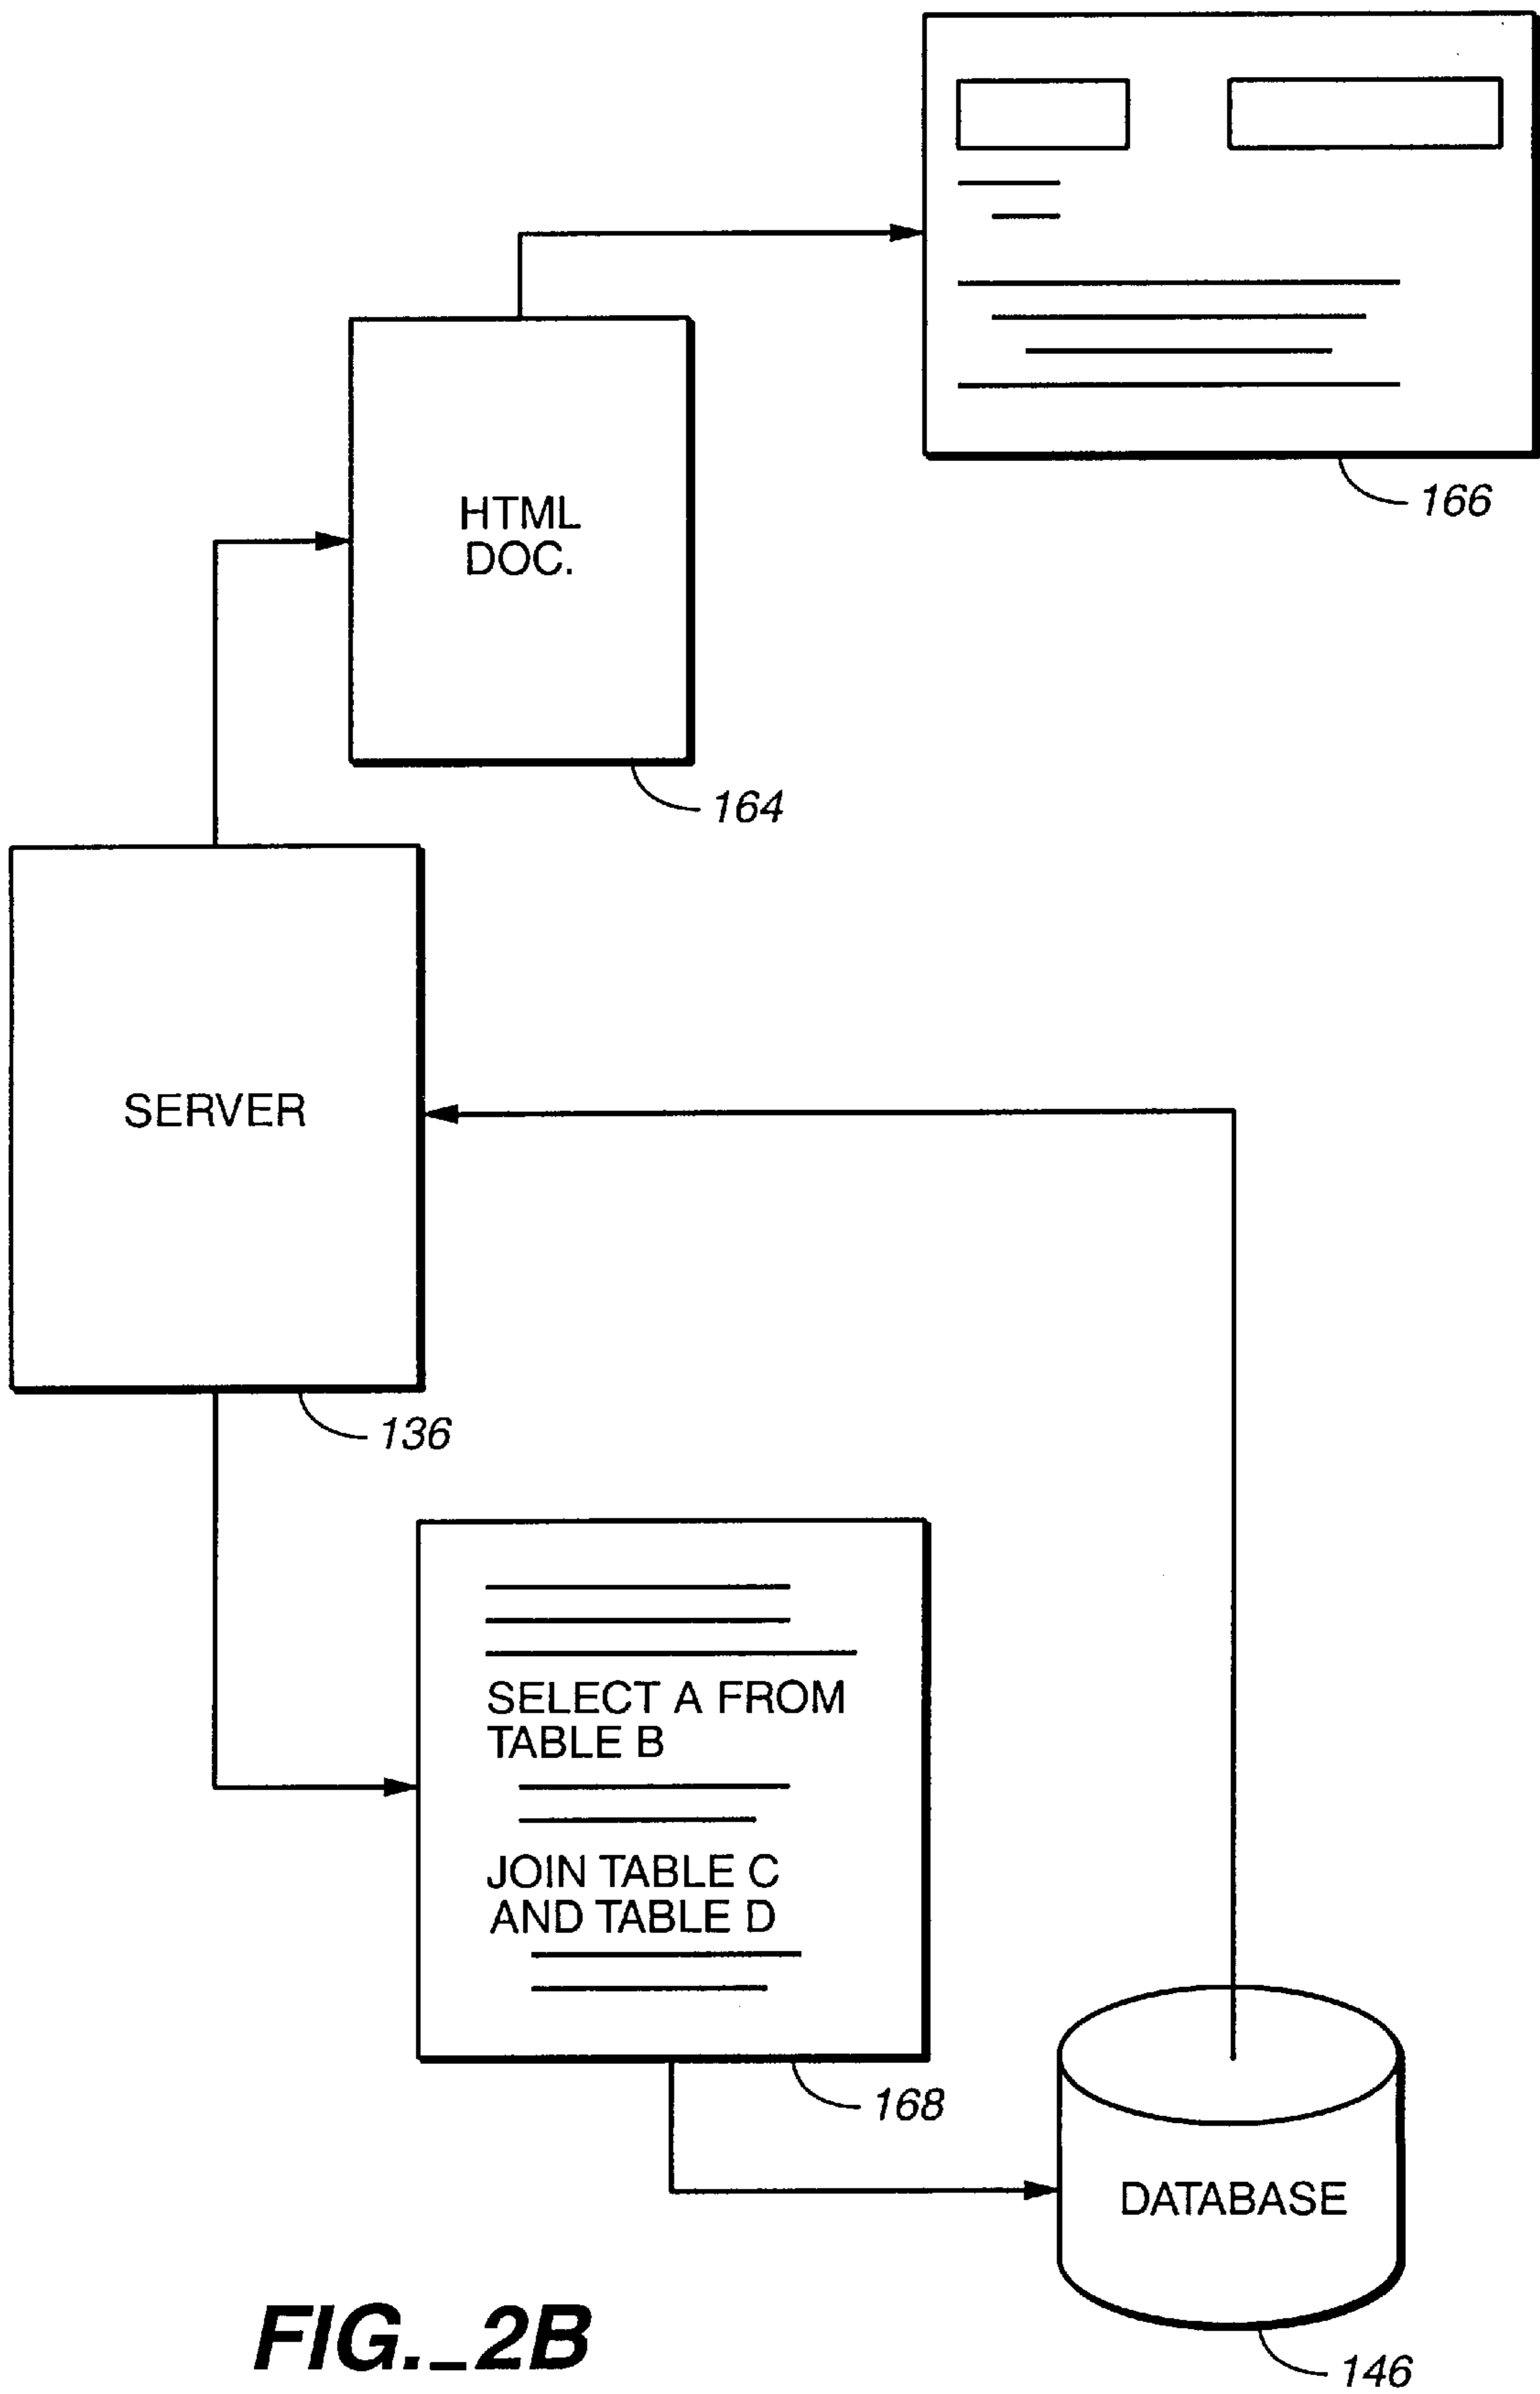 166
HTML
DOC.
164
SERVER
136
SELECT A FROM
TABLE B
JOIN TABLE C
AND TABLE D
168
DATABASE
146
FIG._2B